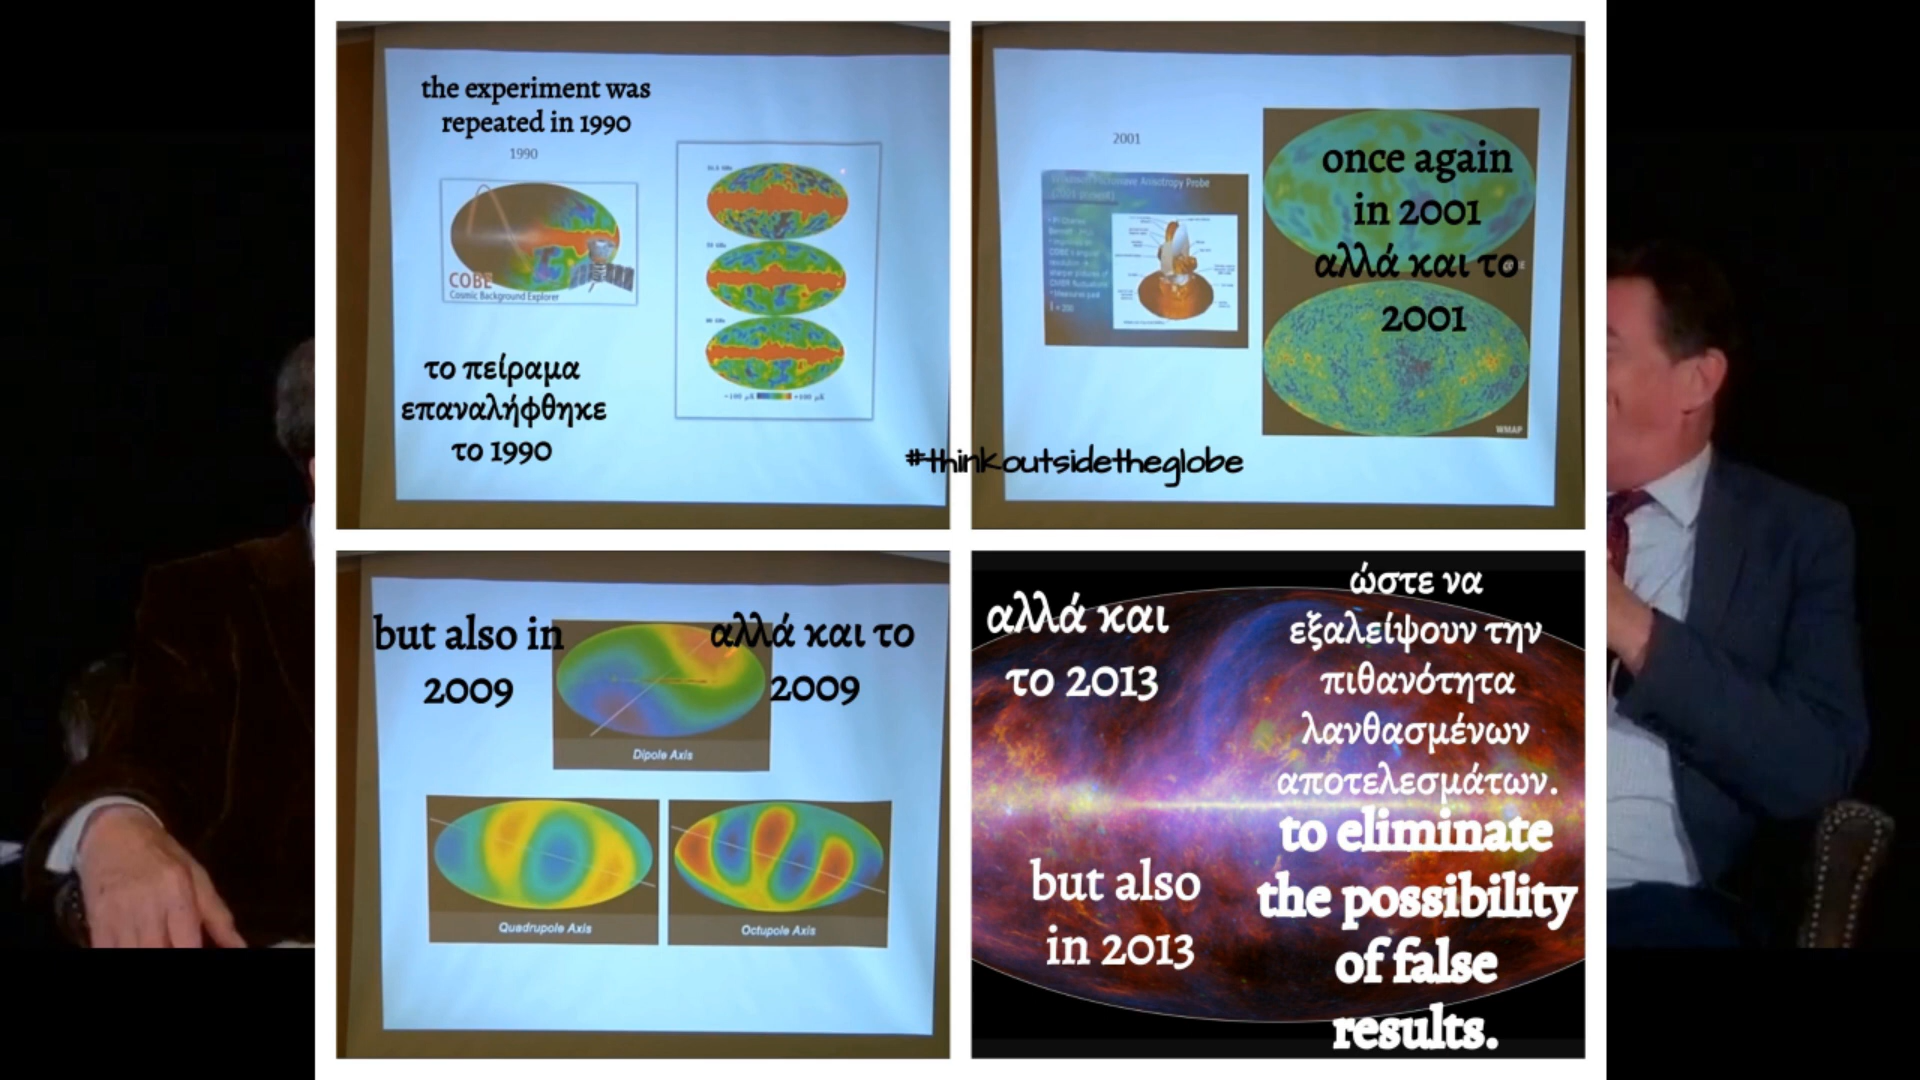 the experiment was
repeated in 1990
1990
COBE
Cosmic Background Explorer
το πείραμα
επαναλήφθηκε
το 1990
2001
once again
in 2001
αλλά και το
2001
WMAP
#thinkoutsidetheglobe
but also in
2009
αλλά και το
2009
Dipole Axis
Quadrupole Axis
Octupole Axis
αλλά και
το 2013
but also
in 2013
ώστε να
εξαλείψουν την
πιθανότητα
λανθασμένων
αποτελεσμάτων.
to eliminate
the possibility
of false
results.